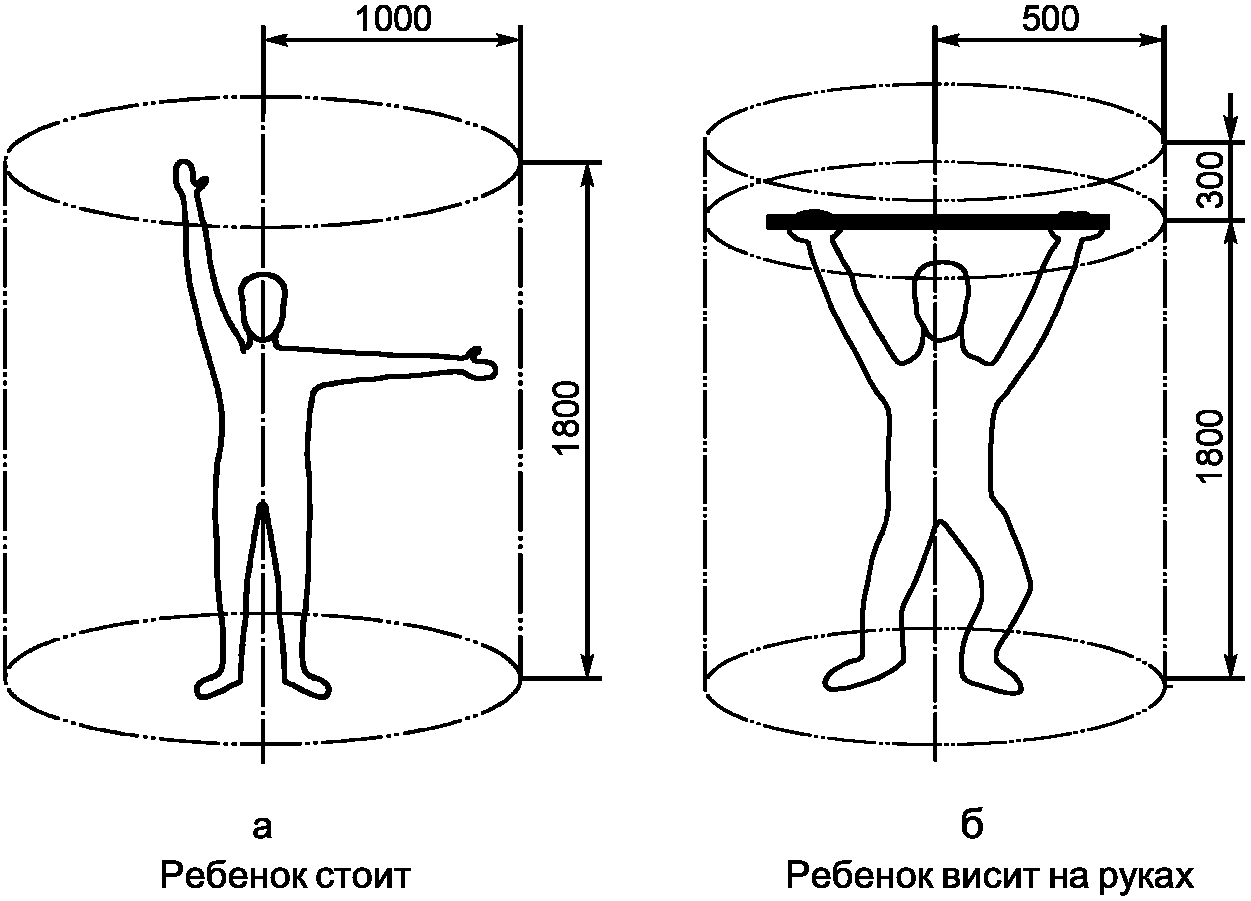 1000
500
300
1800
1800
а
б
Ребенок стоит
Ребенок висит на руках